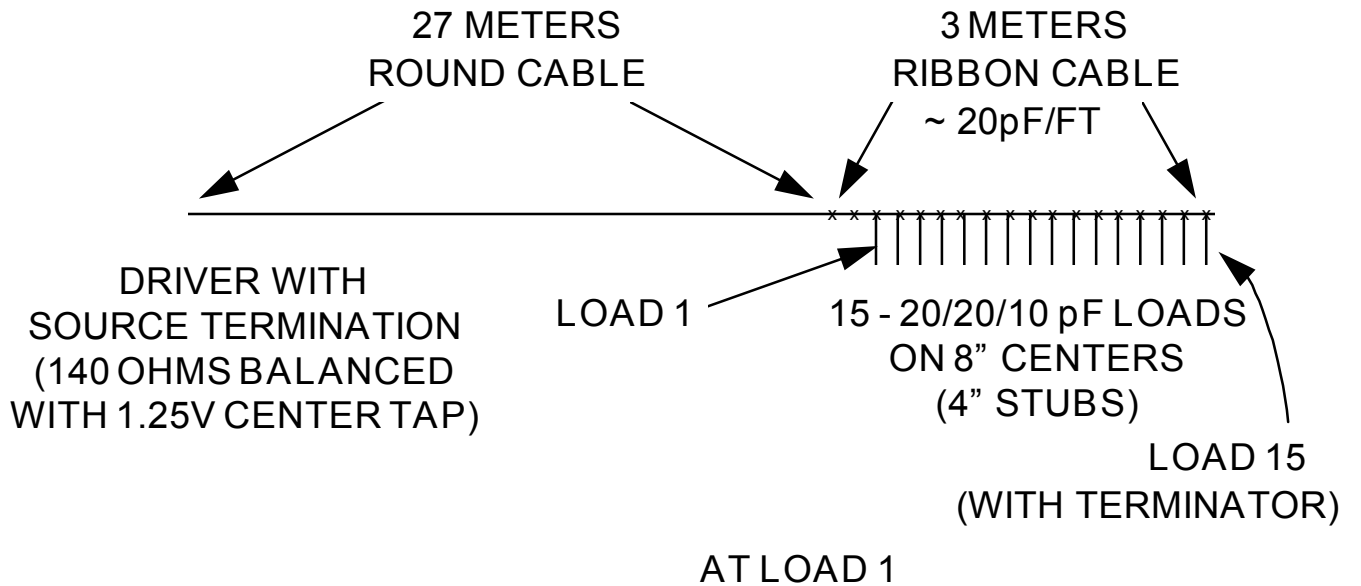 27 METERS
ROUND CABLE
3 METERS
RIBBON CABLE
~ 20pF/FT
x x x x x x x x x x x x x x x x x x
DRIVER WITH
SOURCE TERMINATION
(140 OHMS BALANCED
WITH 1.25V CENTER TAP)
LOAD 1
15 - 20/20/10 pF LOADS
ON 8” CENTERS
(4” STUBS)
LOAD 15
(WITH TERMINATOR)
AT LOAD 1